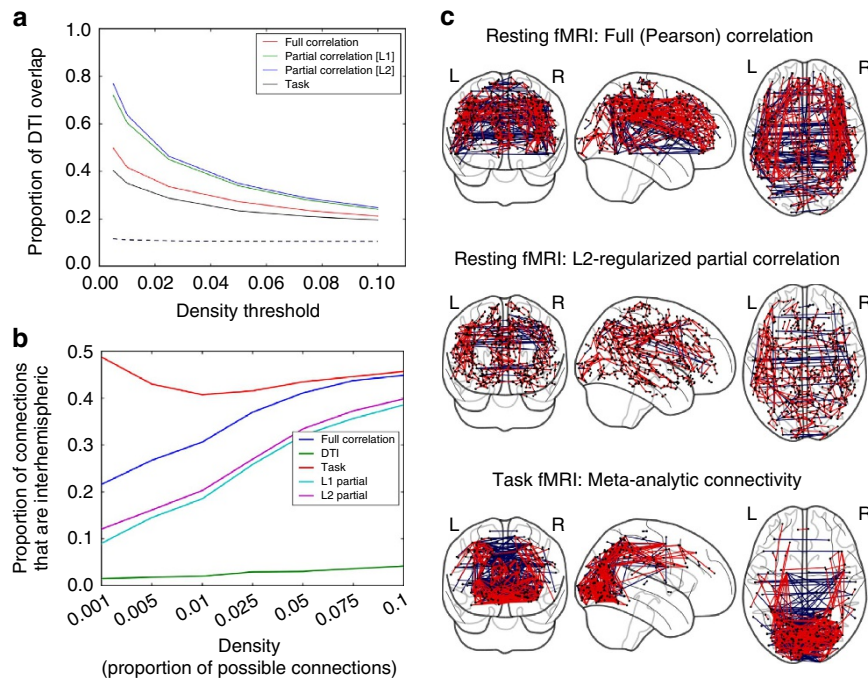 a
Full correlation
Partial correlation [L1]
Partial correlation [L2]
Task
1.0
0.8
0.6
0.4
0.2
0.0
Proportion of DTI overlap
0.00 0.02 0.04 0.06 0.08 0.10
Density threshold
b
0.5
0.4
0.3
0.2
0.1
0.0
Proportion of connections
that are interhemispheric
Full correlation
DTI
Task
L1 partial
L2 partial
0.001 0.005 0.01 0.025 0.05 0.075 0.1
Density
(proportion of possible connections)
c
Resting fMRI: Full (Pearson) correlation
L R L R
Resting fMRI: L2-regularized partial correlation
L R L R
Task fMRI: Meta-analytic connectivity
L R L R